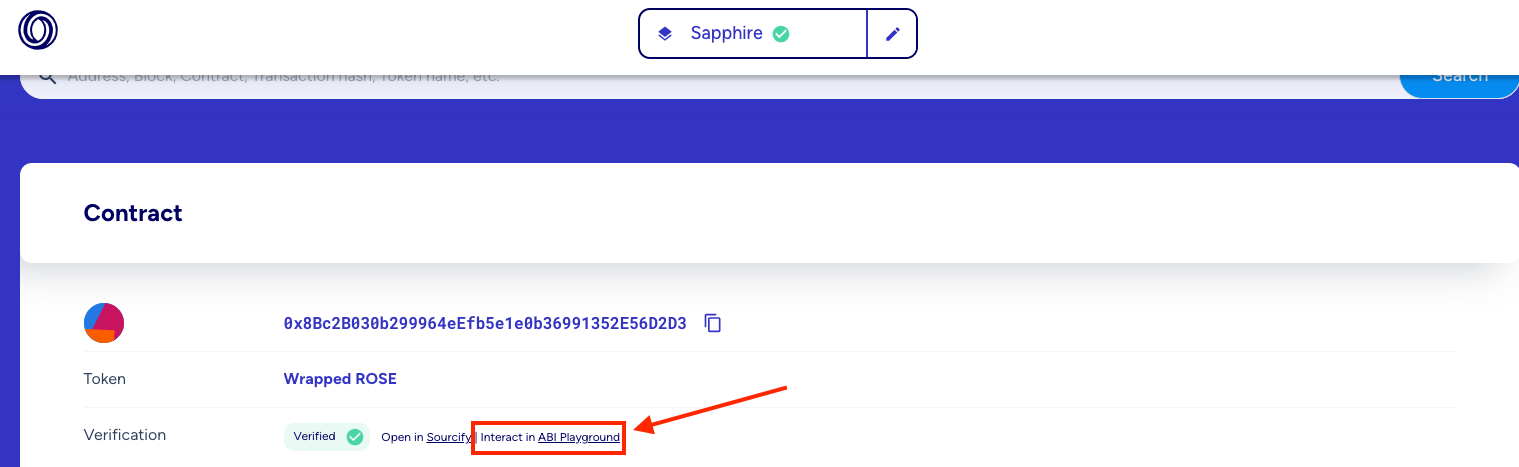 Sapphire
Address, Block, Contract, Transaction hash, Token name, etc.
Search
Contract
0x8Bc2B030b299964eEfb5e1e0b36991352E56D2D3
Token
Wrapped ROSE
Verification
Verified
Open in Sourcify | Interact in ABI Playground